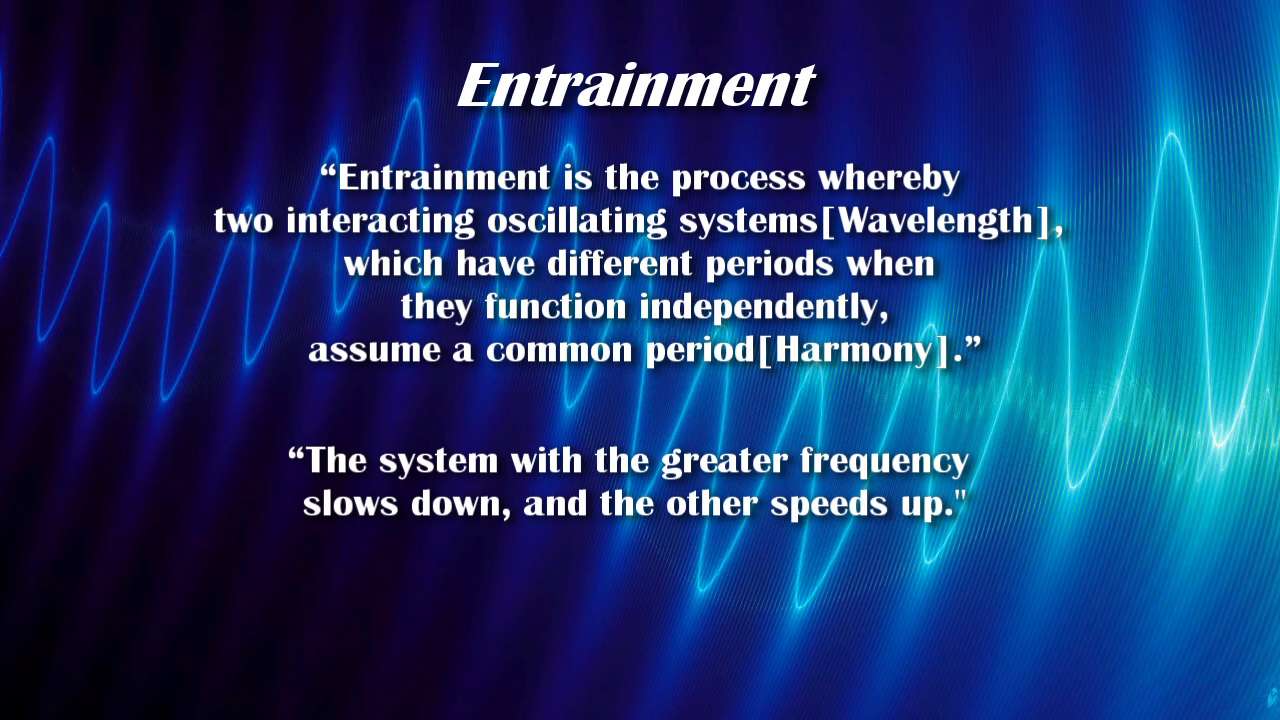 Entrainment
“Entrainment is the process whereby
two interacting oscillating systems[Wavelength],
which have different periods when
they function independently,
assume a common period[Harmony].”
“The system with the greater frequency
slows down, and the other speeds up."